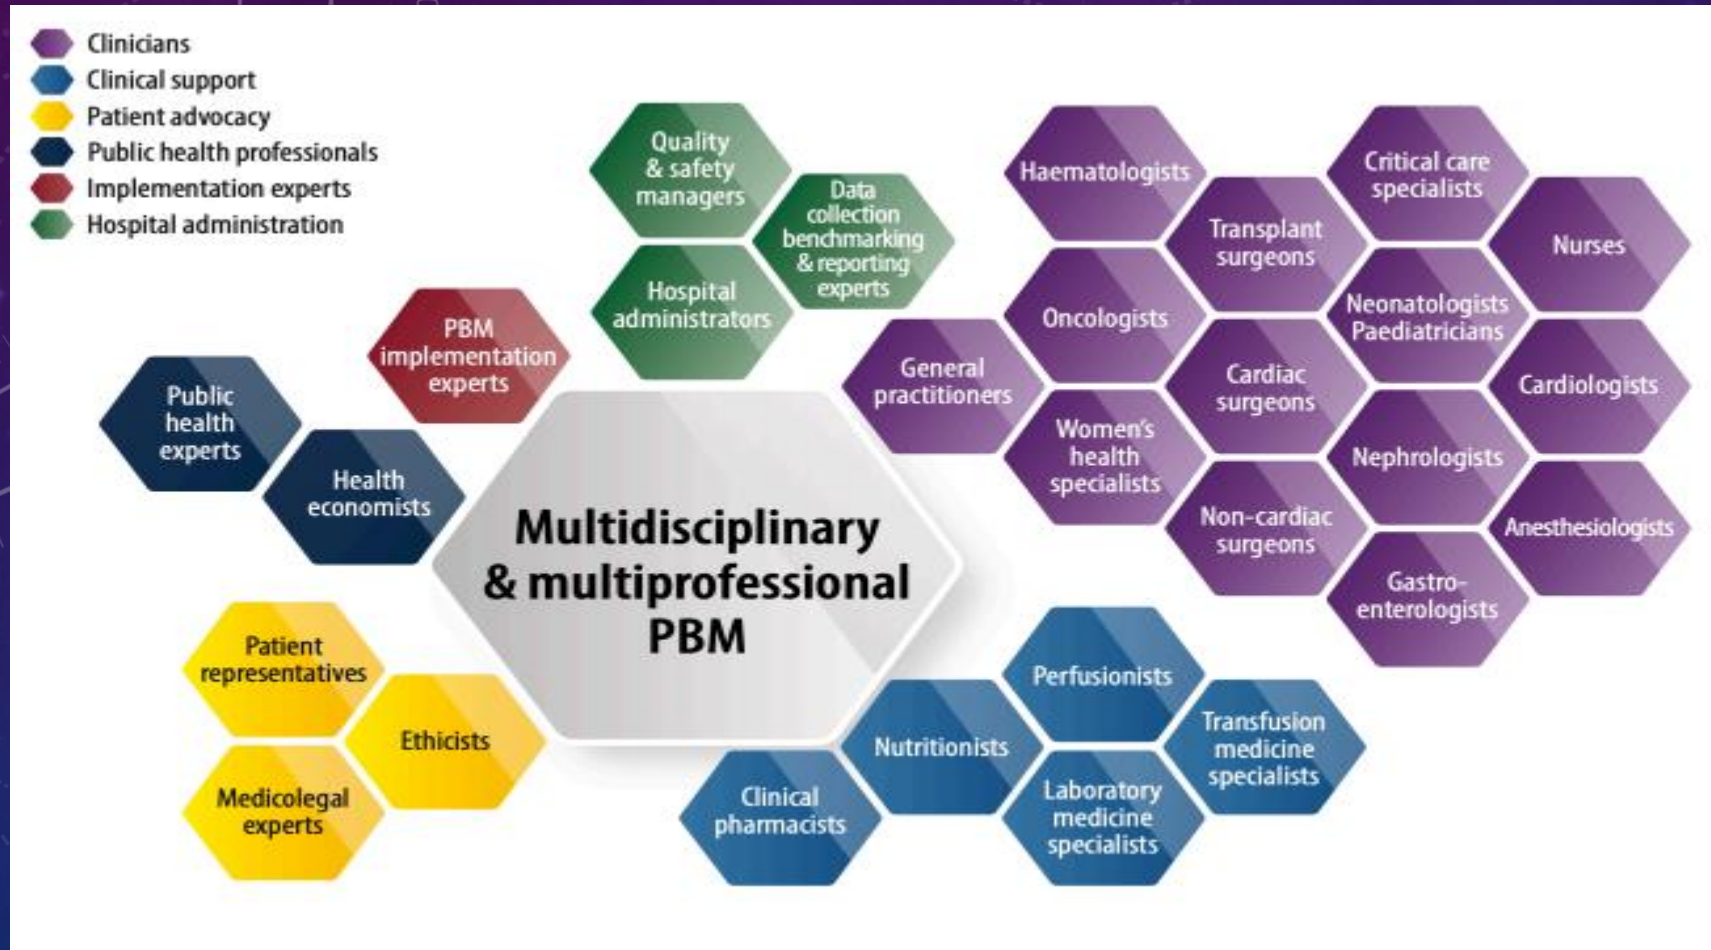 Clinicians
Clinical support
Patient advocacy
Public health professionals
Implementation experts
Hospital administration
Quality
& safety
managers
Data
collection
benchmarking
& reporting
experts
Hospital
administrators
PBM
implementation
experts
Public
health
experts
Health
economists
Multidisciplinary
& multiprofessional
PBM
Patient
representatives
Ethicists
Medicolegal
experts
Haematologists
Critical care
specialists
Transplant
surgeons
Nurses
Oncologists
Neonatologists
Paediatricians
General
practitioners
Cardiac
surgeons
Cardiologists
Women's
health
specialists
Nephrologists
Non-cardiac
surgeons
Anesthesiologists
Gastro-
enterologists
Perfusionists
Nutritionists
Transfusion
medicine
specialists
Clinical
pharmacists
Laboratory
medicine
specialists